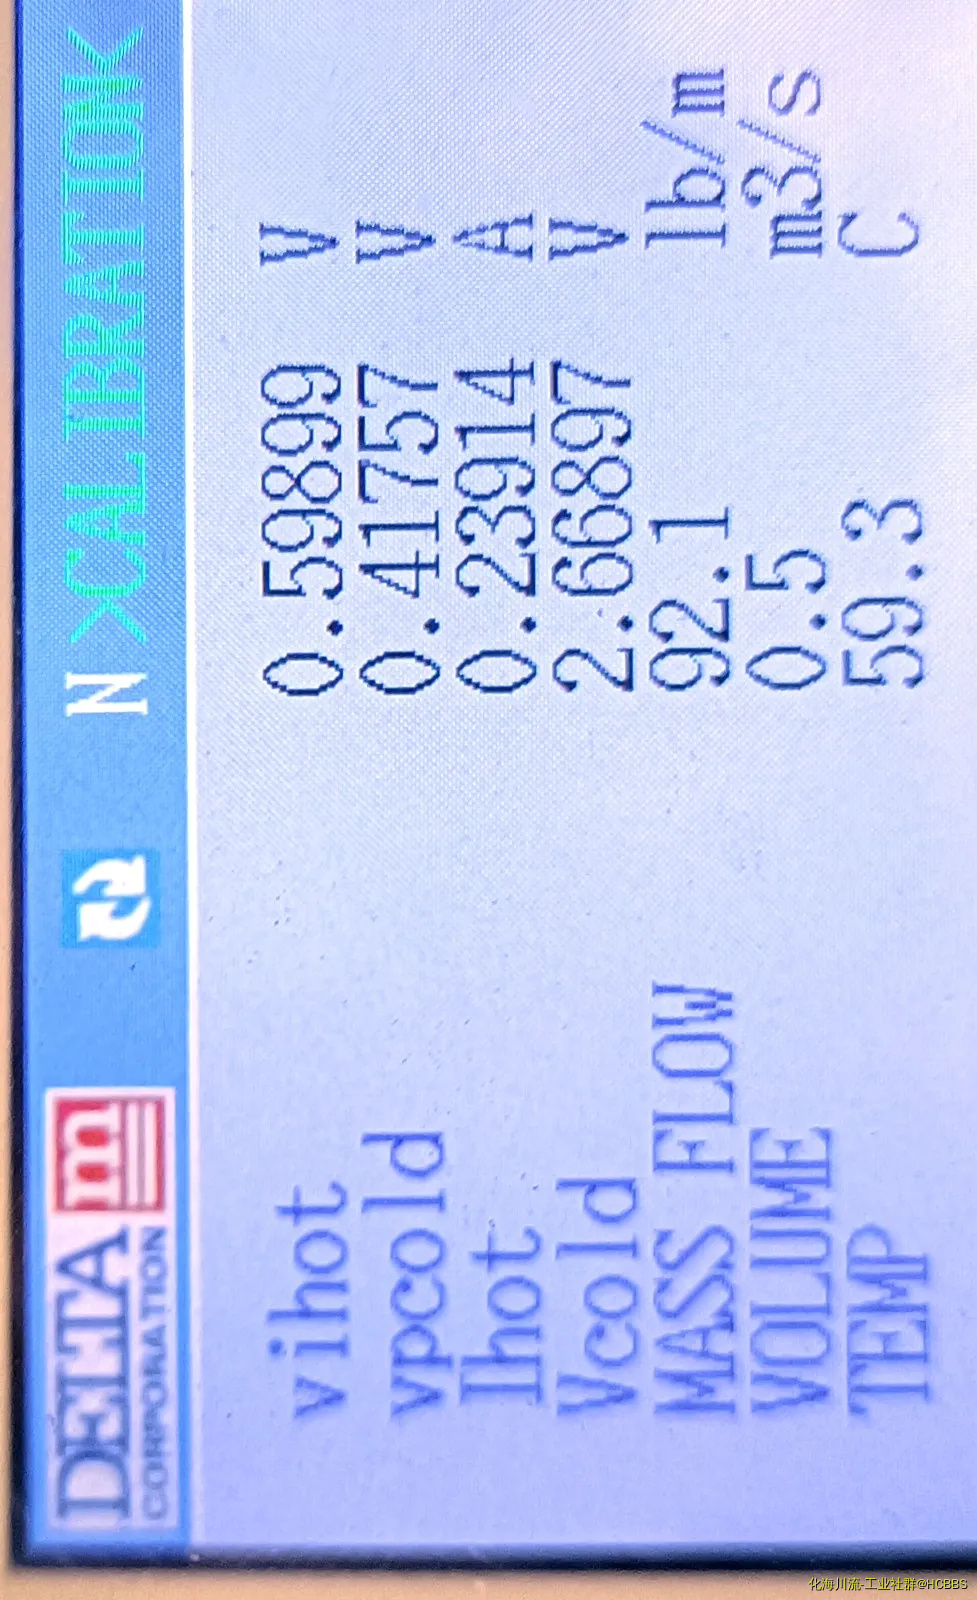 DELTA m
CORPORATION
N >CALIBRATION<
vihot 0.59899 V
vpcold 0.41757 V
Ihot 0.23914 A
Vcold 2.66897 V
MASS FLOW 92.1 lb/m
VOLUME 0.5 m3/s
TEMP 59.3 C
化海川流-工业社群@HCBBS